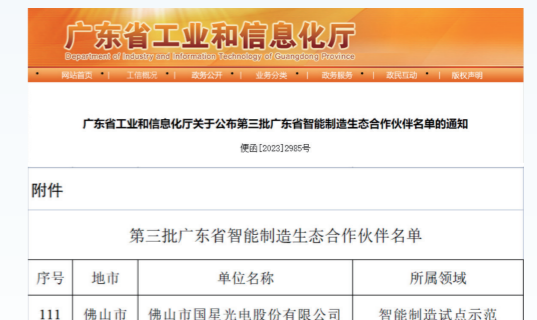 广东省工业和信息化厅
Department of Industry and Information Technology of Guangdong Province
网站首页 | 工信概况 | 政务公开 | 业务分类 | 政务服务 | 政民互动 | 版权声明
广东省工业和信息化厅关于公布第三批广东省智能制造生态合作伙伴名单的通知
便函[2023]2985号
附件
第三批广东省智能制造生态合作伙伴名单
序号 地市 单位名称 所属领域
111 佛山市 佛山市国星光电股份有限公司 智能制造试点示范